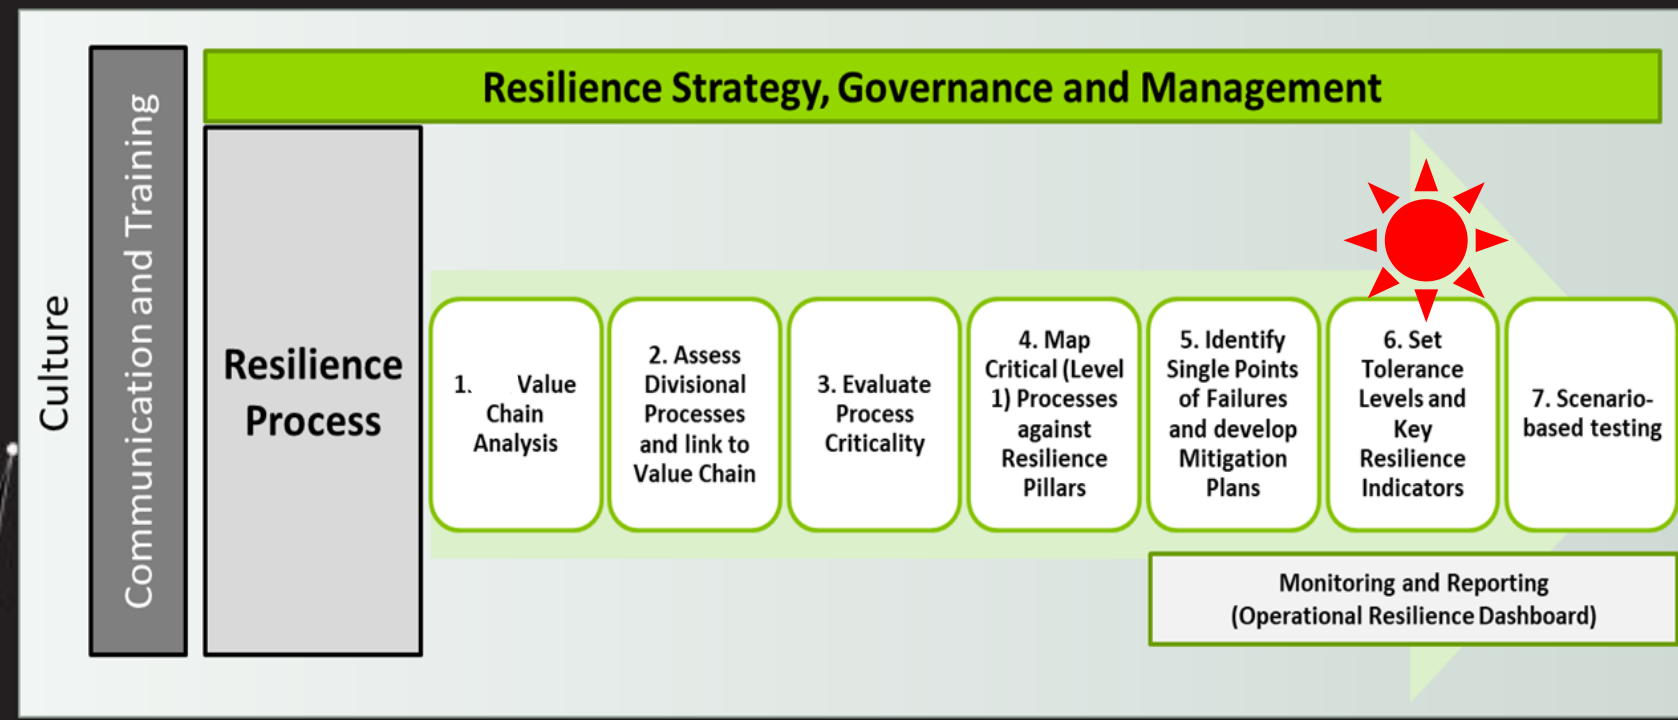 Culture
Communication and Training
Resilience Strategy, Governance and Management
Resilience
Process
1. Value
Chain
Analysis
2. Assess
Divisional
Processes
and link to
Value Chain
3. Evaluate
Process
Criticality
4. Map
Critical (Level
1) Processes
against
Resilience
Pillars
5. Identify
Single Points
of Failures
and develop
Mitigation
Plans
6. Set
Tolerance
Levels and
Key
Resilience
Indicators
7. Scenario-
based testing
Monitoring and Reporting
(Operational Resilience Dashboard)